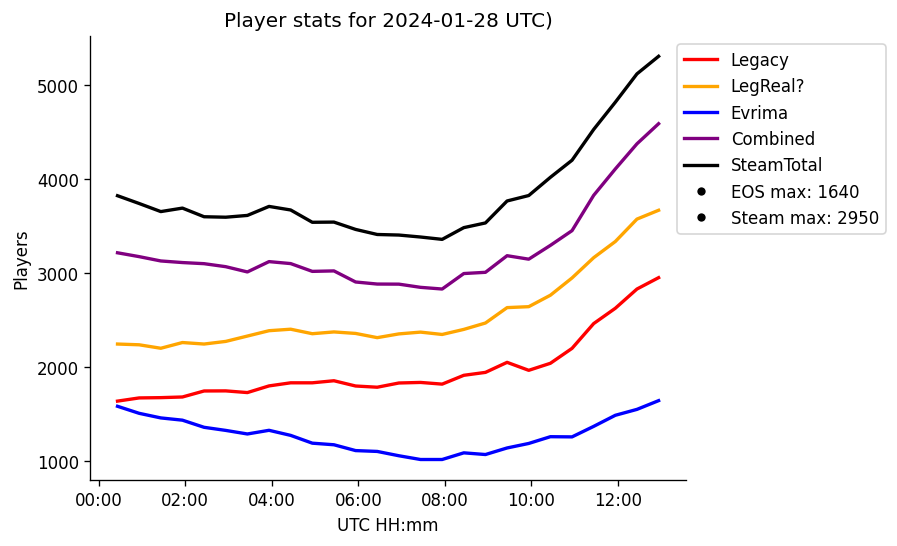 Player stats for 2024-01-28 UTC)
Legacy
LegReal?
Evrima
Combined
SteamTotal
EOS max: 1640
Steam max: 2950
Players
5000
4000
3000
2000
1000
00:00 02:00 04:00 06:00 08:00 10:00 12:00
UTC HH:mm